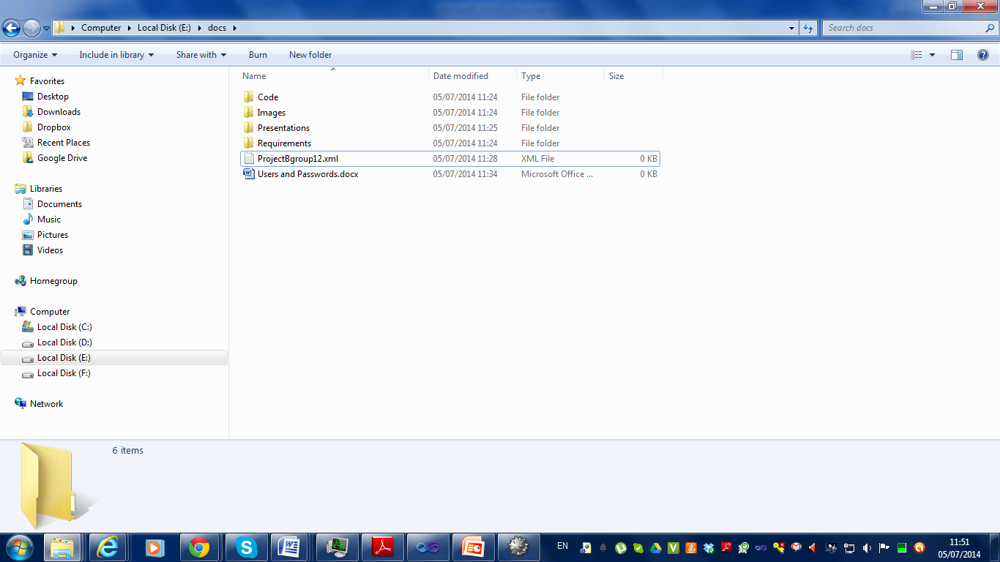 Computer Local Disk (E:) docs
Search docs
Organize Include in library Share with Burn New folder
Name Date modified Type Size
Favorites
Desktop
Downloads
Dropbox
Recent Places
Google Drive
Libraries
Documents
Music
Pictures
Videos
Homegroup
Computer
Local Disk (C:)
Local Disk (D:)
Local Disk (E:)
Local Disk (F:)
Network
Code 05/07/2014 11:24 File folder
Images 05/07/2014 11:24 File folder
Presentations 05/07/2014 11:25 File folder
Requirements 05/07/2014 11:24 File folder
ProjectBgroup12.xml 05/07/2014 11:28 XML File 0 KB
Users and Passwords.docx 05/07/2014 11:34 Microsoft Office ... 0 KB
6 items
EN
11:51
05/07/2014